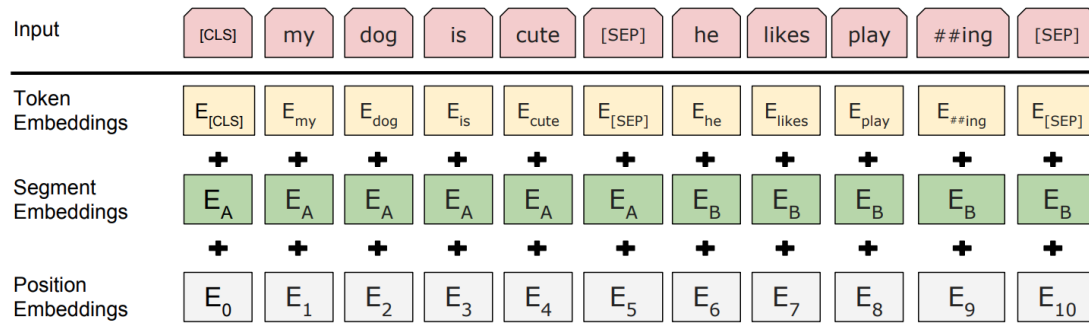 Input [CLS] my dog is cute [SEP] he likes play ##ing [SEP]
Token
Embeddings
E[CLS] Emy Edog Eis Ecute E[SEP] Ehe Elikes Eplay E##ing E[SEP]
+ + + + + + + + + + +
Segment
Embeddings
EA EA EA EA EA EA EB EB EB EB EB
+ + + + + + + + + + +
Position
Embeddings
E0 E1 E2 E3 E4 E5 E6 E7 E8 E9 E10